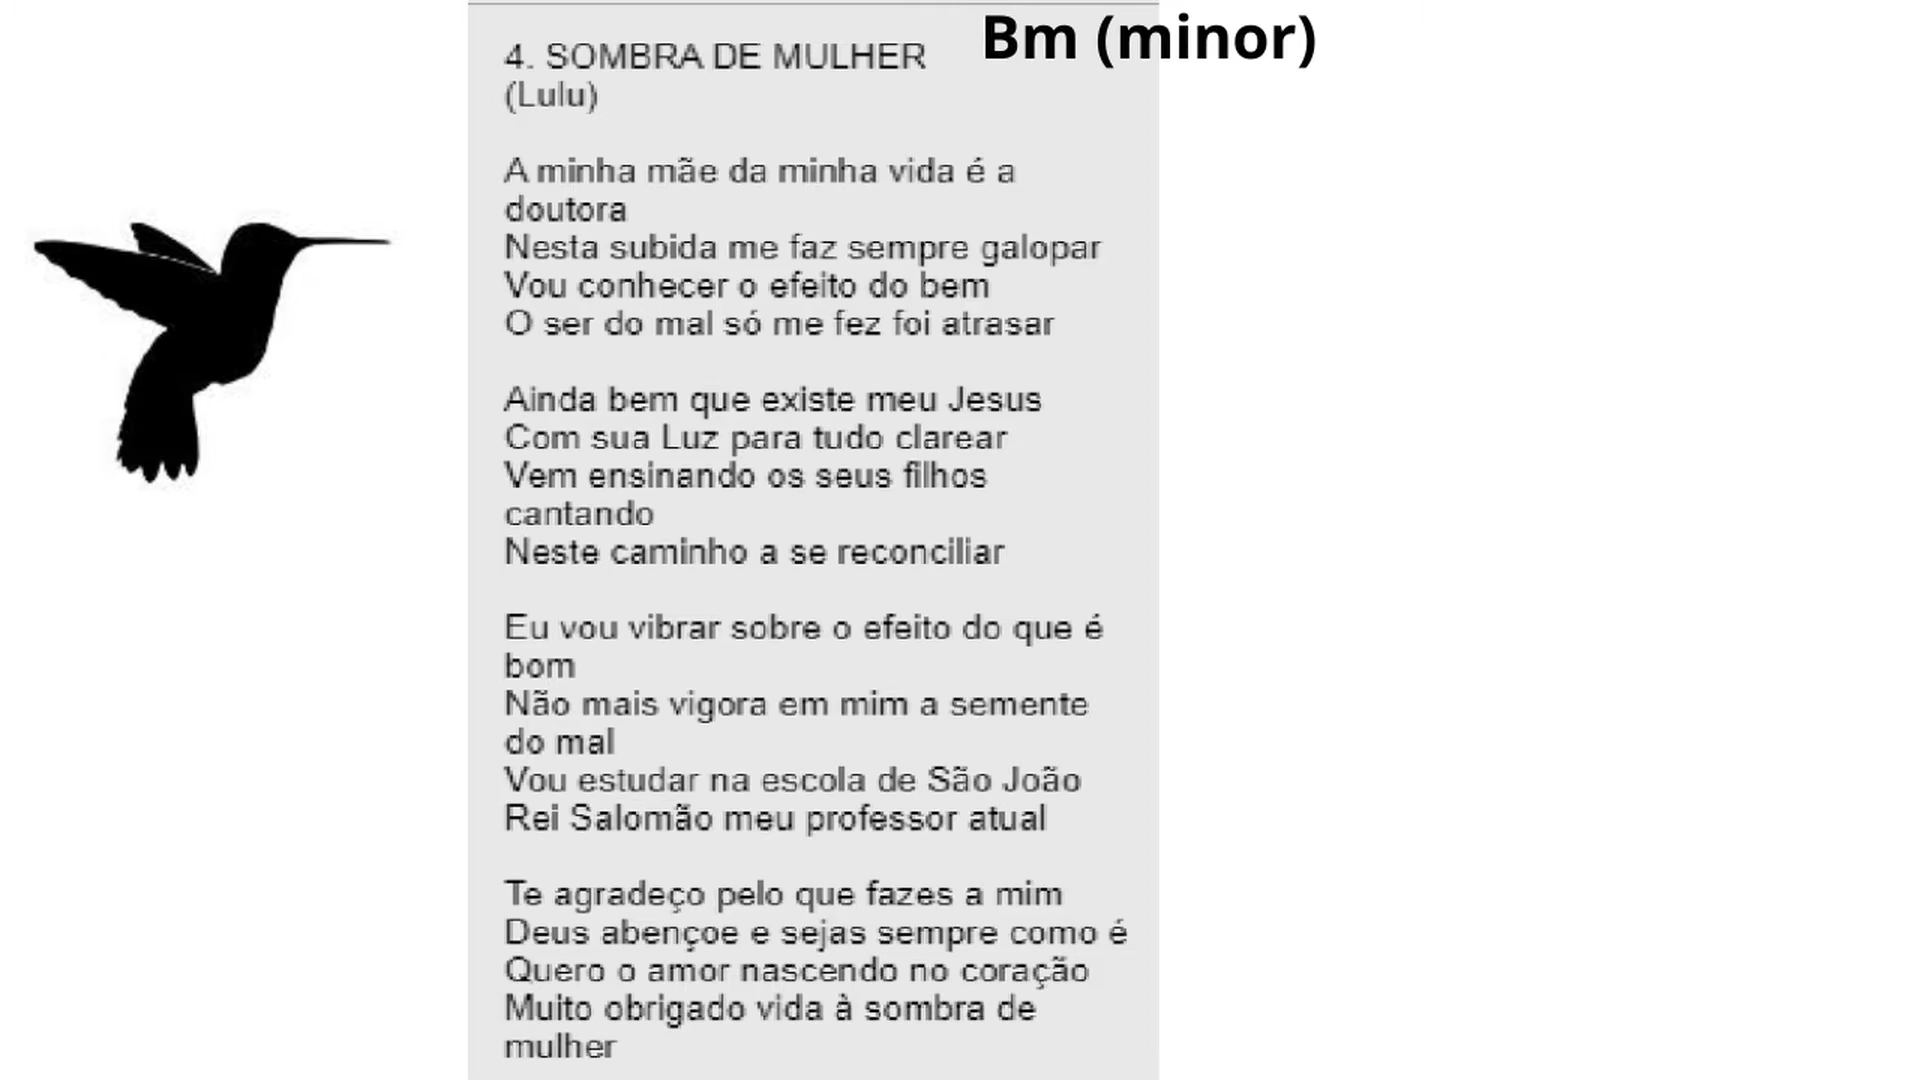 Bm (minor)
4. SOMBRA DE MULHER
(Lulu)
A minha mãe da minha vida é a
doutora
Nesta subida me faz sempre galopar
Vou conhecer o efeito do bem
O ser do mal só me fez foi atrasar
Ainda bem que existe meu Jesus
Com sua Luz para tudo clarear
Vem ensinando os seus filhos
cantando
Neste caminho a se reconciliar
Eu vou vibrar sobre o efeito do que é
bom
Não mais vigora em mim a semente
do mal
Vou estudar na escola de São João
Rei Salomão meu professor atual
Te agradeço pelo que fazes a mim
Deus abençoe e sejas sempre como é
Quero o amor nascendo no coração
Muito obrigado vida à sombra de
mulher